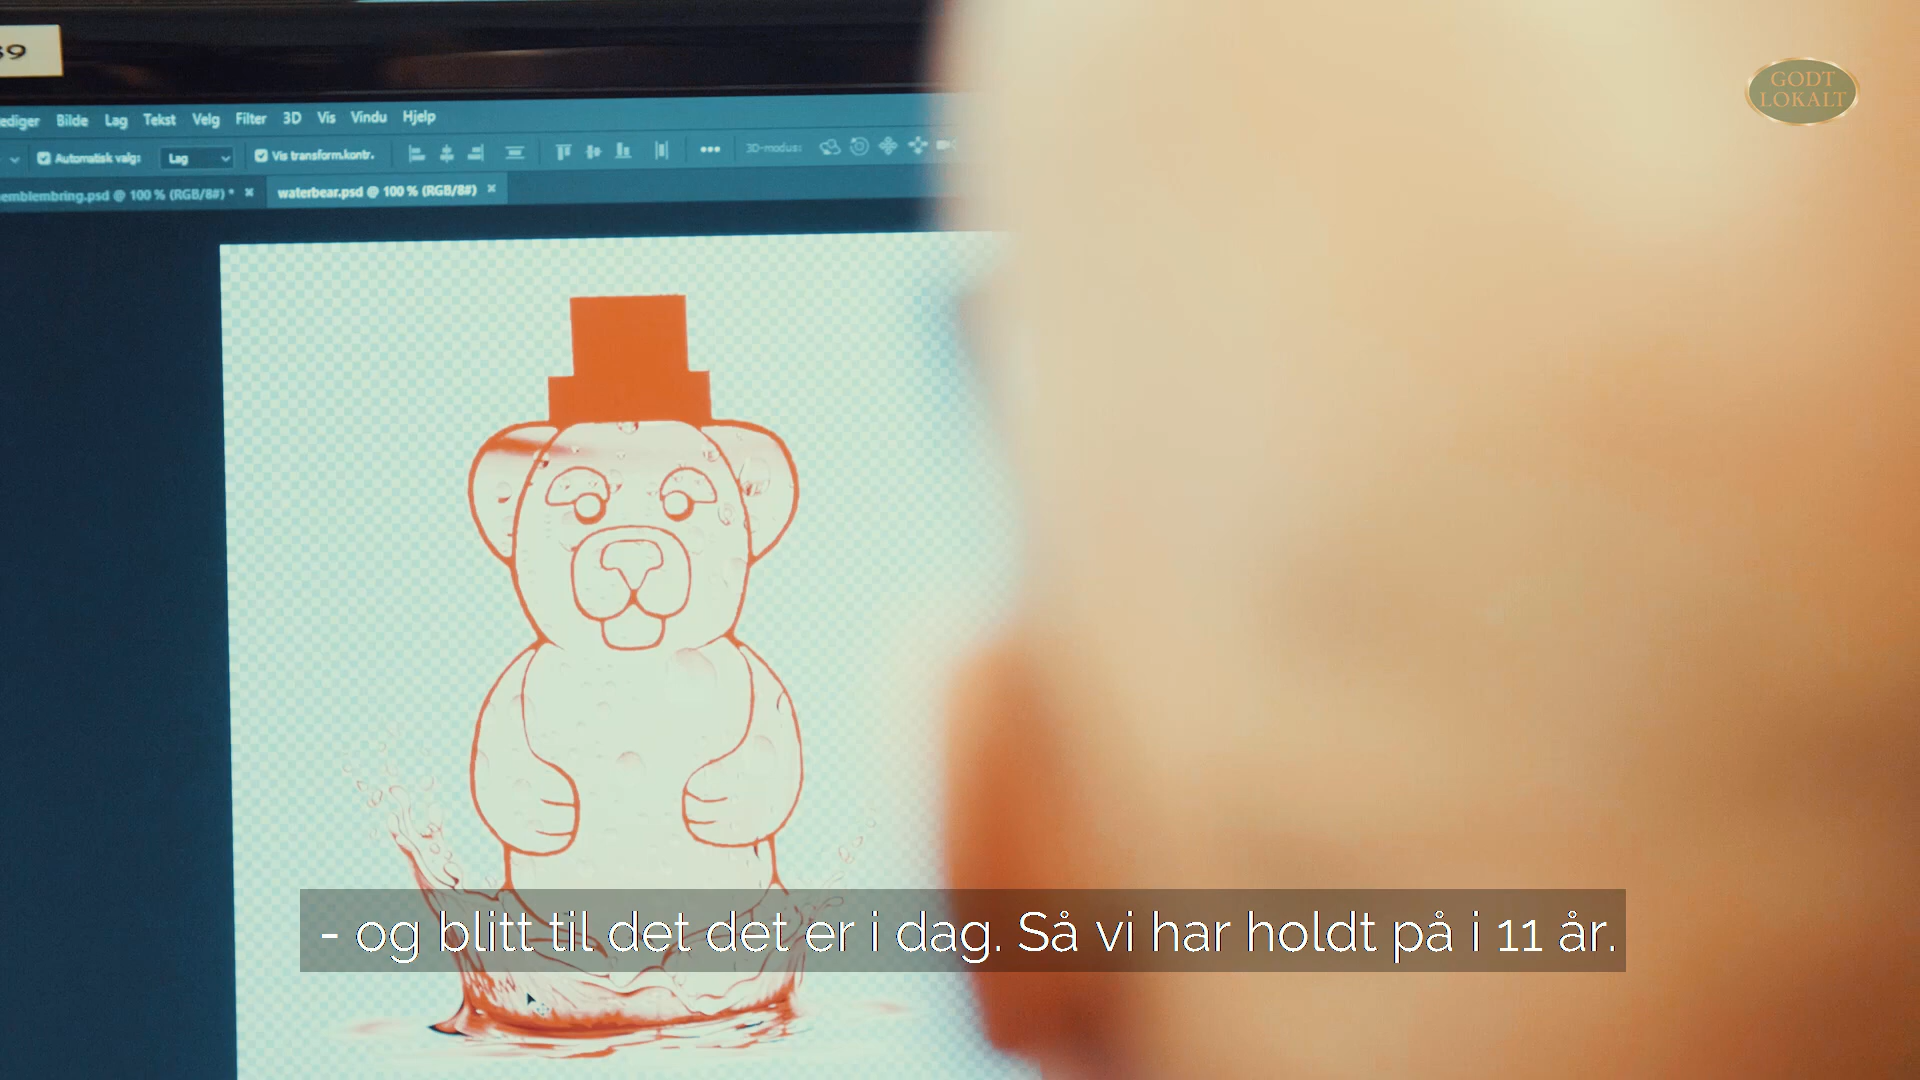 39
GODT
LOKALT
ediger Bilde Lag Tekst Velg Filter 3D Vis Vindu Hjelp
Automatisk valg: Lag Vis transform.kontr. 3D-modus:
emblembring.psd @ 100 % (RGB/8#) * × waterbear.psd @ 100 % (RGB/8#) ×
- og blitt til det det er i dag. Så vi har holdt på i 11 år.